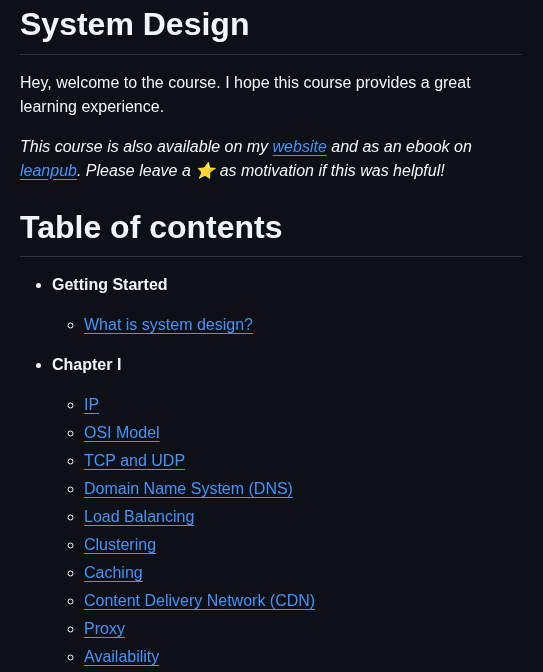 System Design
Hey, welcome to the course. I hope this course provides a great
learning experience.
This course is also available on my website and as an ebook on
leanpub. Please leave a ⭐ as motivation if this was helpful!
Table of contents
Getting Started
What is system design?
Chapter I
IP
OSI Model
TCP and UDP
Domain Name System (DNS)
Load Balancing
Clustering
Caching
Content Delivery Network (CDN)
Proxy
Availability